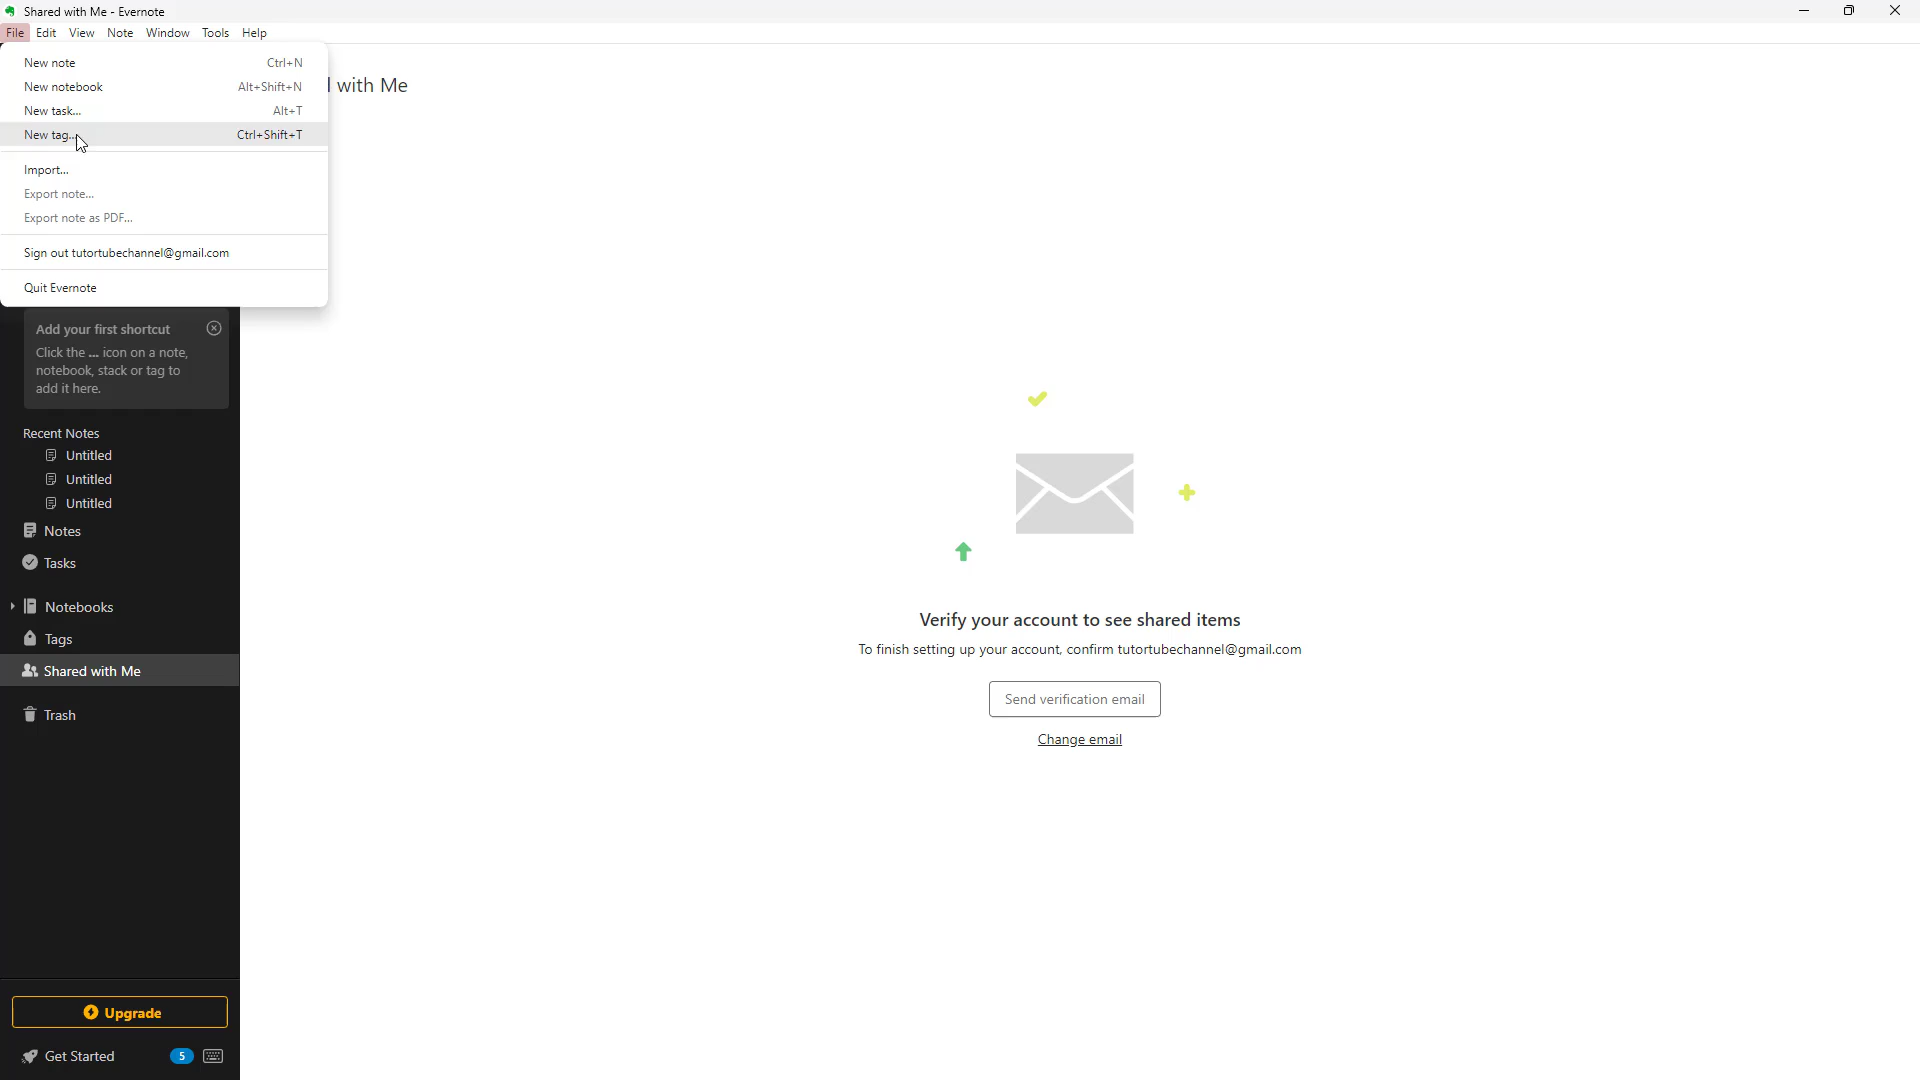 Shared with Me - Evernote
File Edit View Note Window Tools Help
New note Ctrl+N
New notebook Alt+Shift+N
New task... Alt+T
New tag... Ctrl+Shift+T
Import...
Export note...
Export note as PDF...
Sign out tutortubechannel@gmail.com
Quit Evernote
with Me
Add your first shortcut
Click the ... icon on a note,
notebook, stack or tag to
add it here.
Recent Notes
Untitled
Untitled
Untitled
Notes
Tasks
Notebooks
Tags
Shared with Me
Trash
Upgrade
Get Started 5
Verify your account to see shared items
To finish setting up your account, confirm tutortubechannel@gmail.com
Send verification email
Change email